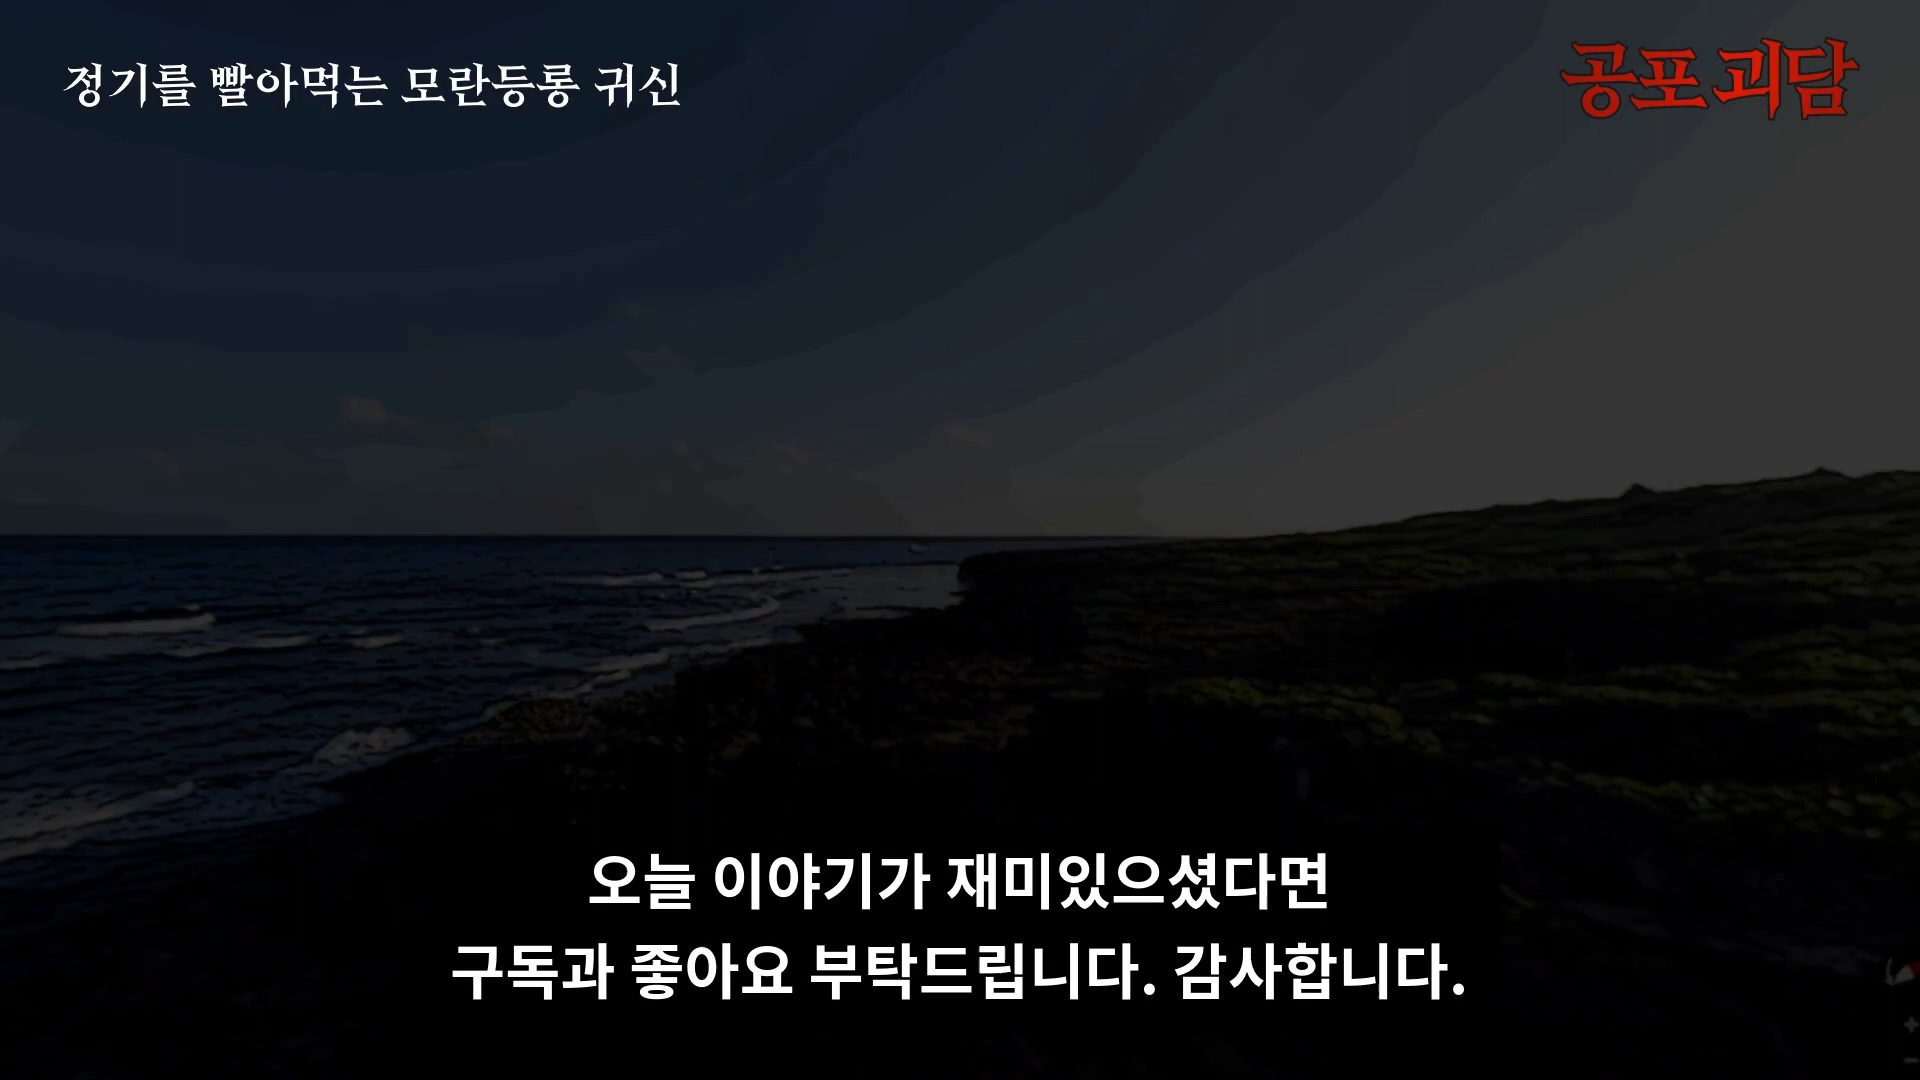 정기를 빨아먹는 모란등롱 귀신
공포괴담
오늘 이야기가 재미있으셨다면
구독과 좋아요 부탁드립니다. 감사합니다.